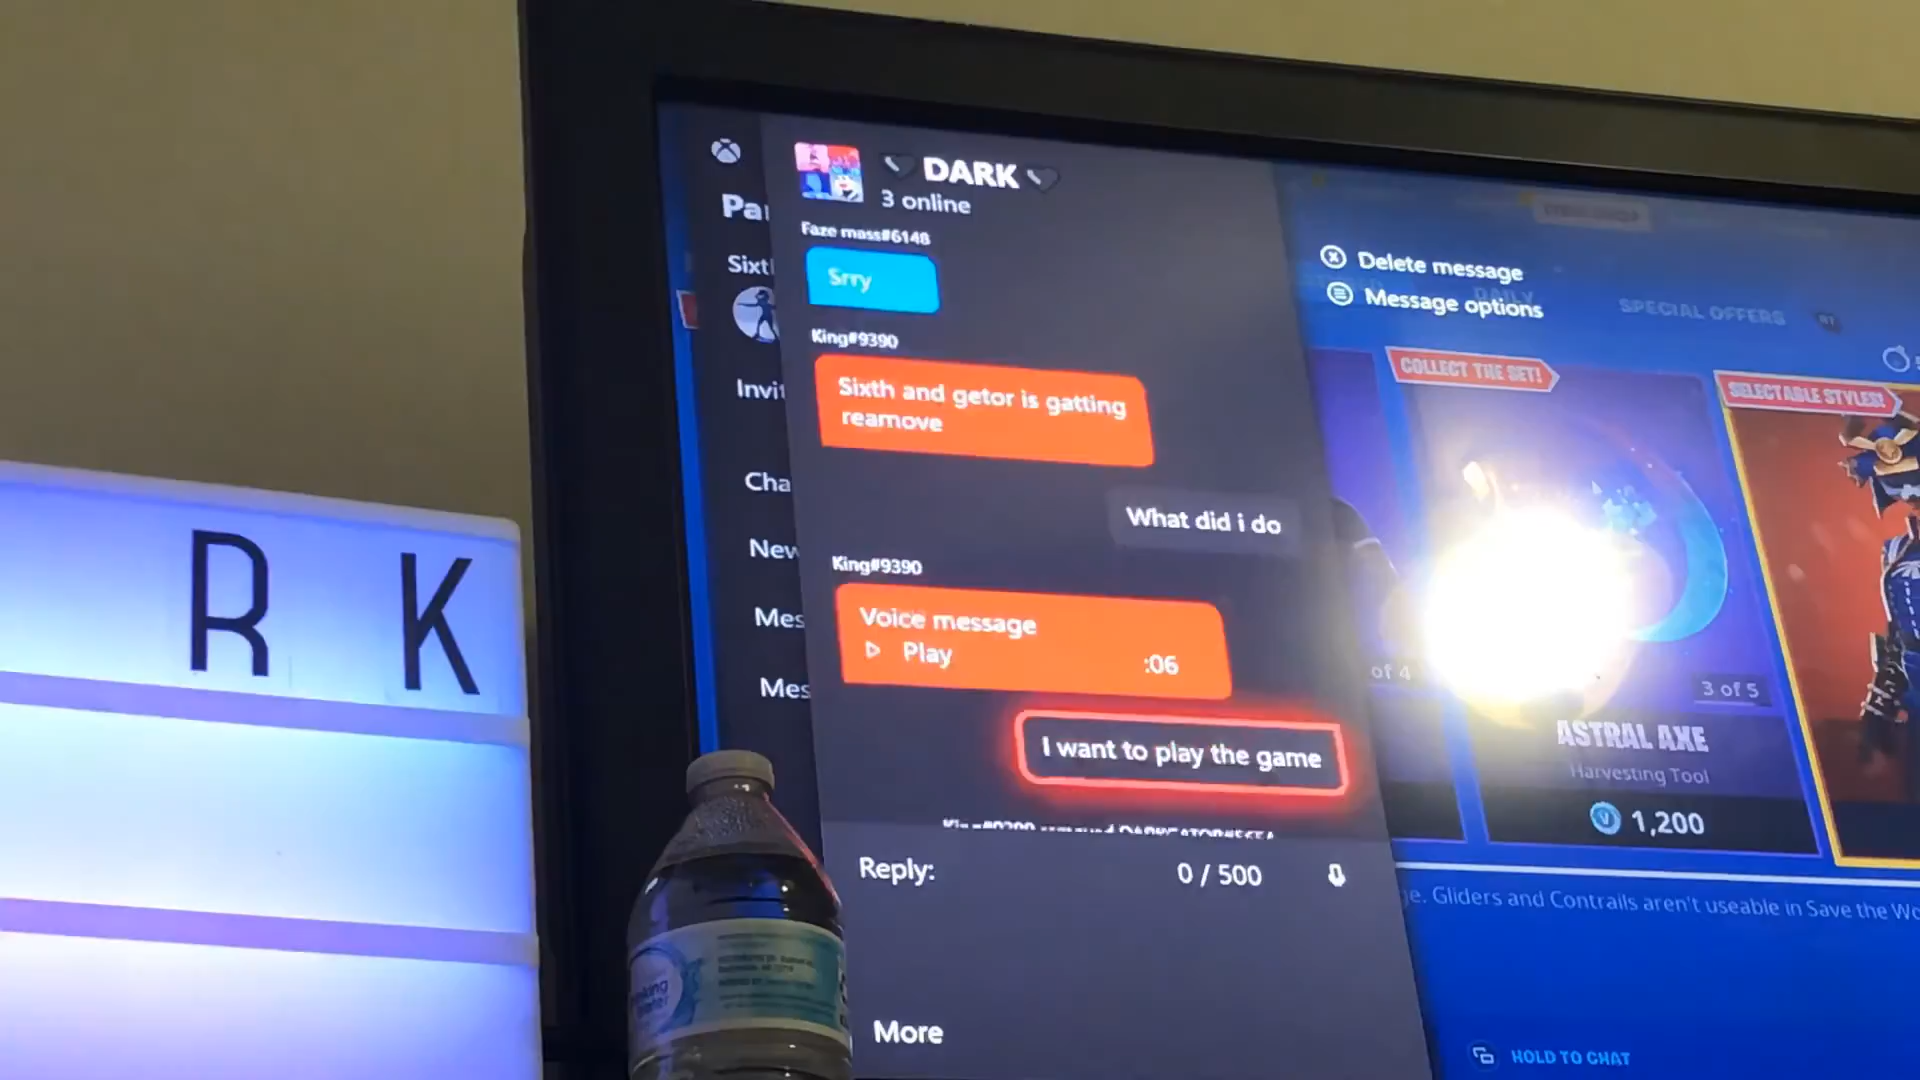 DARK
3 online
Pa
Faze mass#6148
Srry
Sixt
King#9390
Sixth and getor is gatting
reamove
Invit
What did i do
Cha
New
King#9390
Voice message
Play :06
Mes
Mes
I want to play the game
Reply: 0 / 500
More
Delete message
Message options
DAILY
SPECIAL OFFERS
COLLECT THE SET!
SELECTABLE STYLES!
of 4
3 of 5
ASTRAL AXE
Harvesting Tool
1,200
e. Gliders and Contrails aren't useable in Save the Wo
HOLD TO CHAT
R K